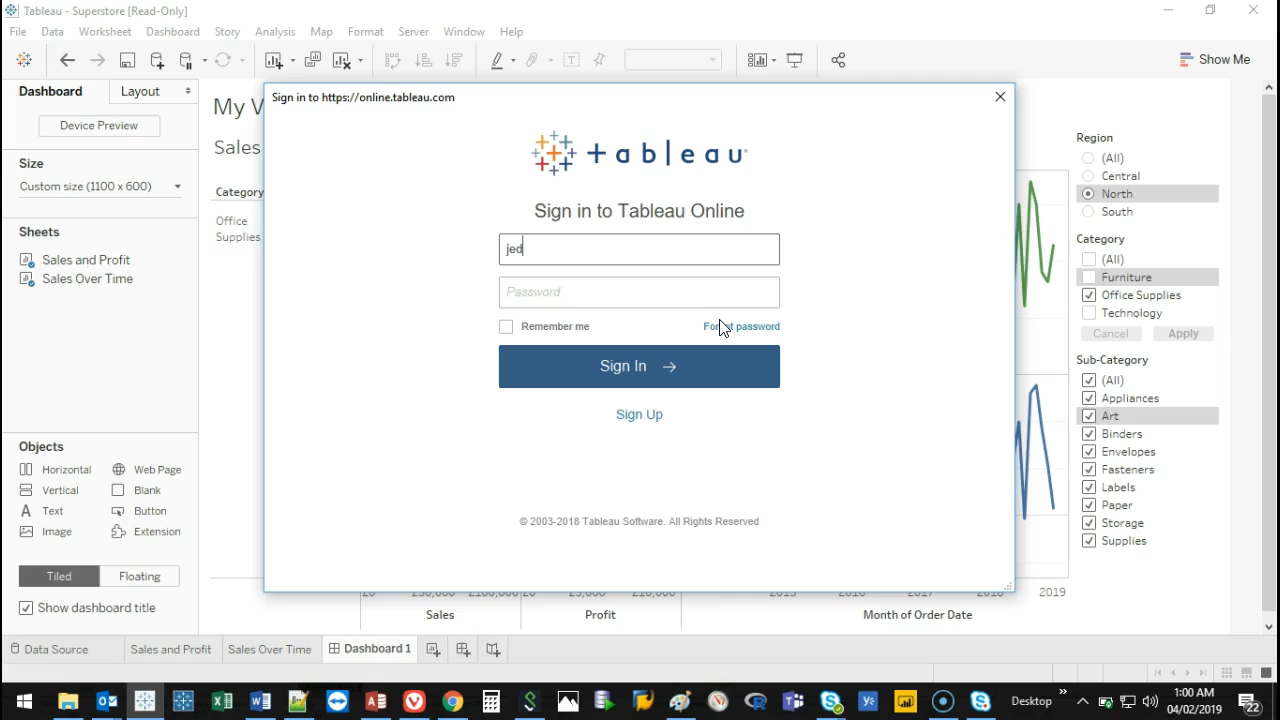 Tableau - Superstore [Read-Only]
File Data Worksheet Dashboard Story Analysis Map Format Server Window Help
Show Me
Dashboard Layout
Device Preview
Size
Custom size (1100 x 600)
Sheets
Sales and Profit
Sales Over Time
Objects
Horizontal Web Page
Vertical Blank
Text Button
Image Extension
Tiled Floating
Show dashboard title
My
Sales
Category
Office
Supplies
Sign in to https://online.tableau.com
+ a b l e a u
Sign in to Tableau Online
jed
Password
Remember me
password
Sign In →
Sign Up
© 2003-2018 Tableau Software. All Rights Reserved
Region
(All)
Central
North
South
Category
(All)
Furniture
Office Supplies
Technology
Cancel Apply
Sub-Category
(All)
Appliances
Art
Binders
Envelopes
Fasteners
Labels
Paper
Storage
Supplies
2019
Sales Profit Month of Order Date
Data Source Sales and Profit Sales Over Time Dashboard 1
Desktop
1:00 AM
04/02/2019
22